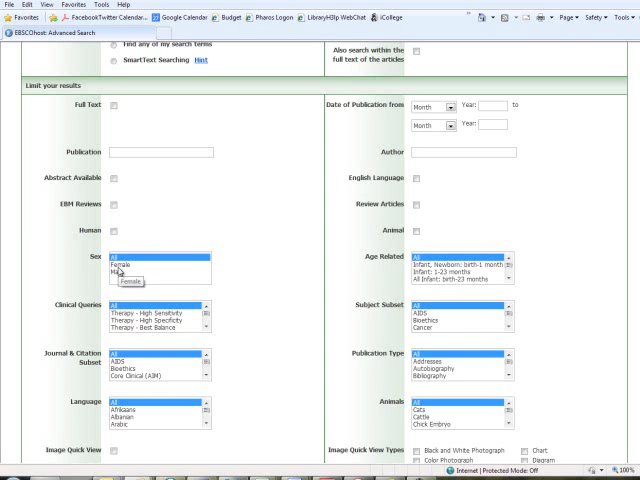 File Edit View Favorites Tools Help
Favorites FacebookTwitter Calendar... Google Calendar Budget Pharos Logon LibraryH3lp WebChat iCollege
EBSCOhost: Advanced Search
Page Safety Tools
Find any of my search terms
SmartText Searching Hint
Also search within the
full text of the articles
Limit your results
Full Text
Date of Publication from Month Year: to
Month Year:
Publication
Author
Abstract Available
English Language
EBM Reviews
Review Articles
Human
Animal
Sex
All
Female
Female
Age Related
All
Infant, Newborn: birth-1 month
Infant: 1-23 months
All Infant: birth-23 months
Clinical Queries
All
Therapy - High Sensitivity
Therapy - High Specificity
Therapy - Best Balance
Subject Subset
All
AIDS
Bioethics
Cancer
Journal & Citation
Subset
All
AIDS
Bioethics
Core Clinical (AIM)
Publication Type
All
Addresses
Autobiography
Bibliography
Language
All
Afrikaans
Albanian
Arabic
Animals
All
Cats
Cattle
Chick Embryo
Image Quick View
Image Quick View Types
Black and White Photograph Chart
Color Photograph Diagram
Internet | Protected Mode: Off 100%